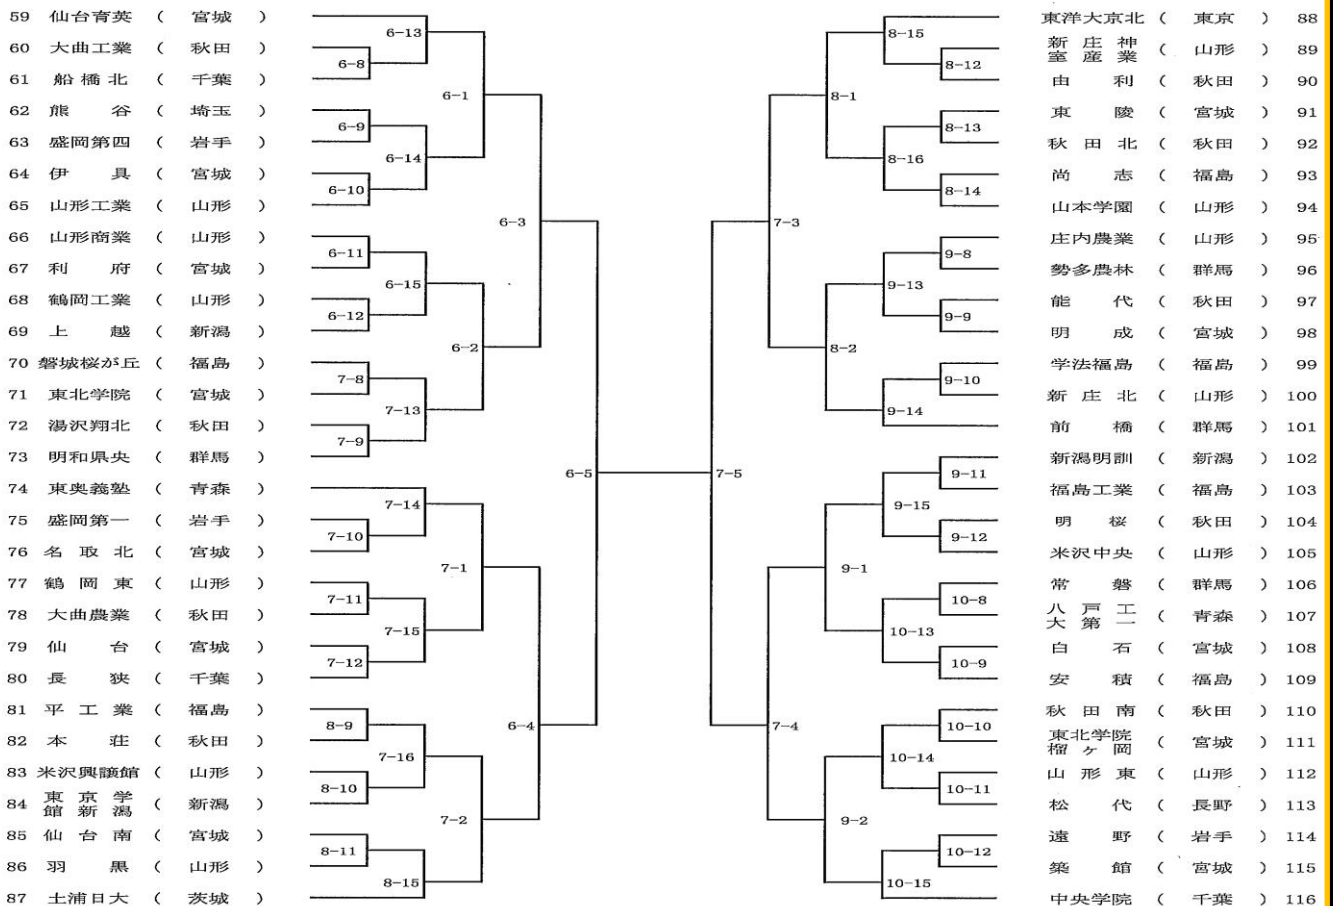 59 仙台育英 ( 宮城 )
60 大曲工業 ( 秋田 )
61 船橋北 ( 千葉 )
62 熊谷 ( 埼玉 )
63 盛岡第四 ( 岩手 )
64 伊具 ( 宮城 )
65 山形工業 ( 山形 )
66 山形商業 ( 山形 )
67 利府 ( 宮城 )
68 鶴岡工業 ( 山形 )
69 上越 ( 新潟 )
70 磐城桜が丘 ( 福島 )
71 東北学院 ( 宮城 )
72 湯沢翔北 ( 秋田 )
73 明和県央 ( 群馬 )
74 東奥義塾 ( 青森 )
75 盛岡第一 ( 岩手 )
76 名取北 ( 宮城 )
77 鶴岡東 ( 山形 )
78 大曲農業 ( 秋田 )
79 仙台 ( 宮城 )
80 長狭 ( 千葉 )
81 平工業 ( 福島 )
82 本荘 ( 秋田 )
83 米沢興譲館 ( 山形 )
84 東京学館新潟 ( 新潟 )
85 仙台南 ( 宮城 )
86 羽黒 ( 山形 )
87 土浦日大 ( 茨城 )
6-13
6-8
6-1
6-9
6-14
6-10
6-3
6-11
6-15
6-12
6-2
7-8
7-13
7-9
6-5
7-14
7-10
7-1
7-11
7-15
7-12
6-4
8-9
7-16
8-10
7-2
8-11
8-15
8-15
8-12
8-1
8-13
8-16
8-14
7-3
9-8
9-13
9-9
8-2
9-10
9-14
7-5
9-11
9-15
9-12
9-1
10-8
10-13
10-9
7-4
10-10
10-14
10-11
9-2
10-12
10-15
東洋大京北 ( 東京 ) 88
新庄神室産業 ( 山形 ) 89
由利 ( 秋田 ) 90
東陵 ( 宮城 ) 91
秋田北 ( 秋田 ) 92
尚志 ( 福島 ) 93
山本学園 ( 山形 ) 94
庄内農業 ( 山形 ) 95
勢多農林 ( 群馬 ) 96
能代 ( 秋田 ) 97
明成 ( 宮城 ) 98
学法福島 ( 福島 ) 99
新庄北 ( 山形 ) 100
前橋 ( 群馬 ) 101
新潟明訓 ( 新潟 ) 102
福島工業 ( 福島 ) 103
明桜 ( 秋田 ) 104
米沢中央 ( 山形 ) 105
常磐 ( 群馬 ) 106
八戸工大第一 ( 青森 ) 107
白石 ( 宮城 ) 108
安積 ( 福島 ) 109
秋田南 ( 秋田 ) 110
東北学院榴ヶ岡 ( 宮城 ) 111
山形東 ( 山形 ) 112
松代 ( 長野 ) 113
遠野 ( 岩手 ) 114
築館 ( 宮城 ) 115
中央学院 ( 千葉 ) 116